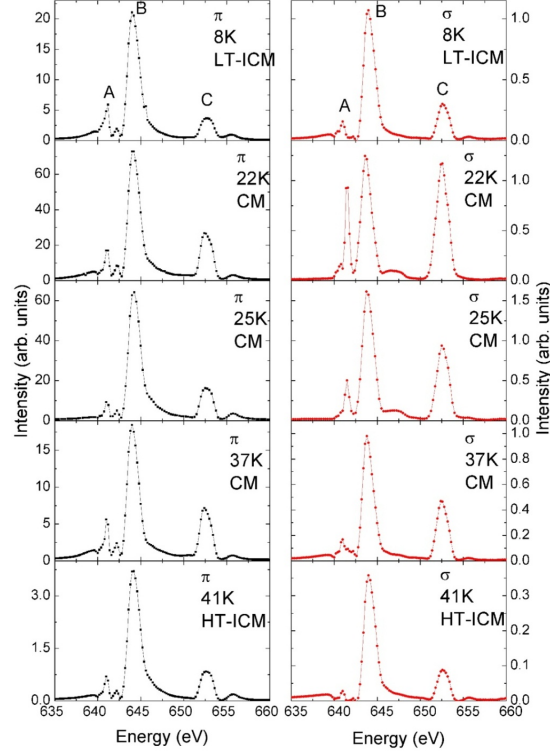 π
8K
LT-ICM
A
B
C
20
15
10
5
0
σ
8K
LT-ICM
A
B
C
1.0
0.5
0.0
π
22K
CM
60
40
20
0
σ
22K
CM
1.0
0.5
0.0
π
25K
CM
60
40
20
0
σ
25K
CM
1.5
1.0
0.5
0.0
π
37K
CM
15
10
5
0
σ
37K
CM
1.0
0.8
0.6
0.4
0.2
0.0
π
41K
HT-ICM
3.0
1.5
0.0
σ
41K
HT-ICM
0.3
0.2
0.1
0.0
Intensity (arb. units)
Intensity (arb. units)
635 640 645 650 655 660
635 640 645 650 655 660
Energy (eV)
Energy (eV)